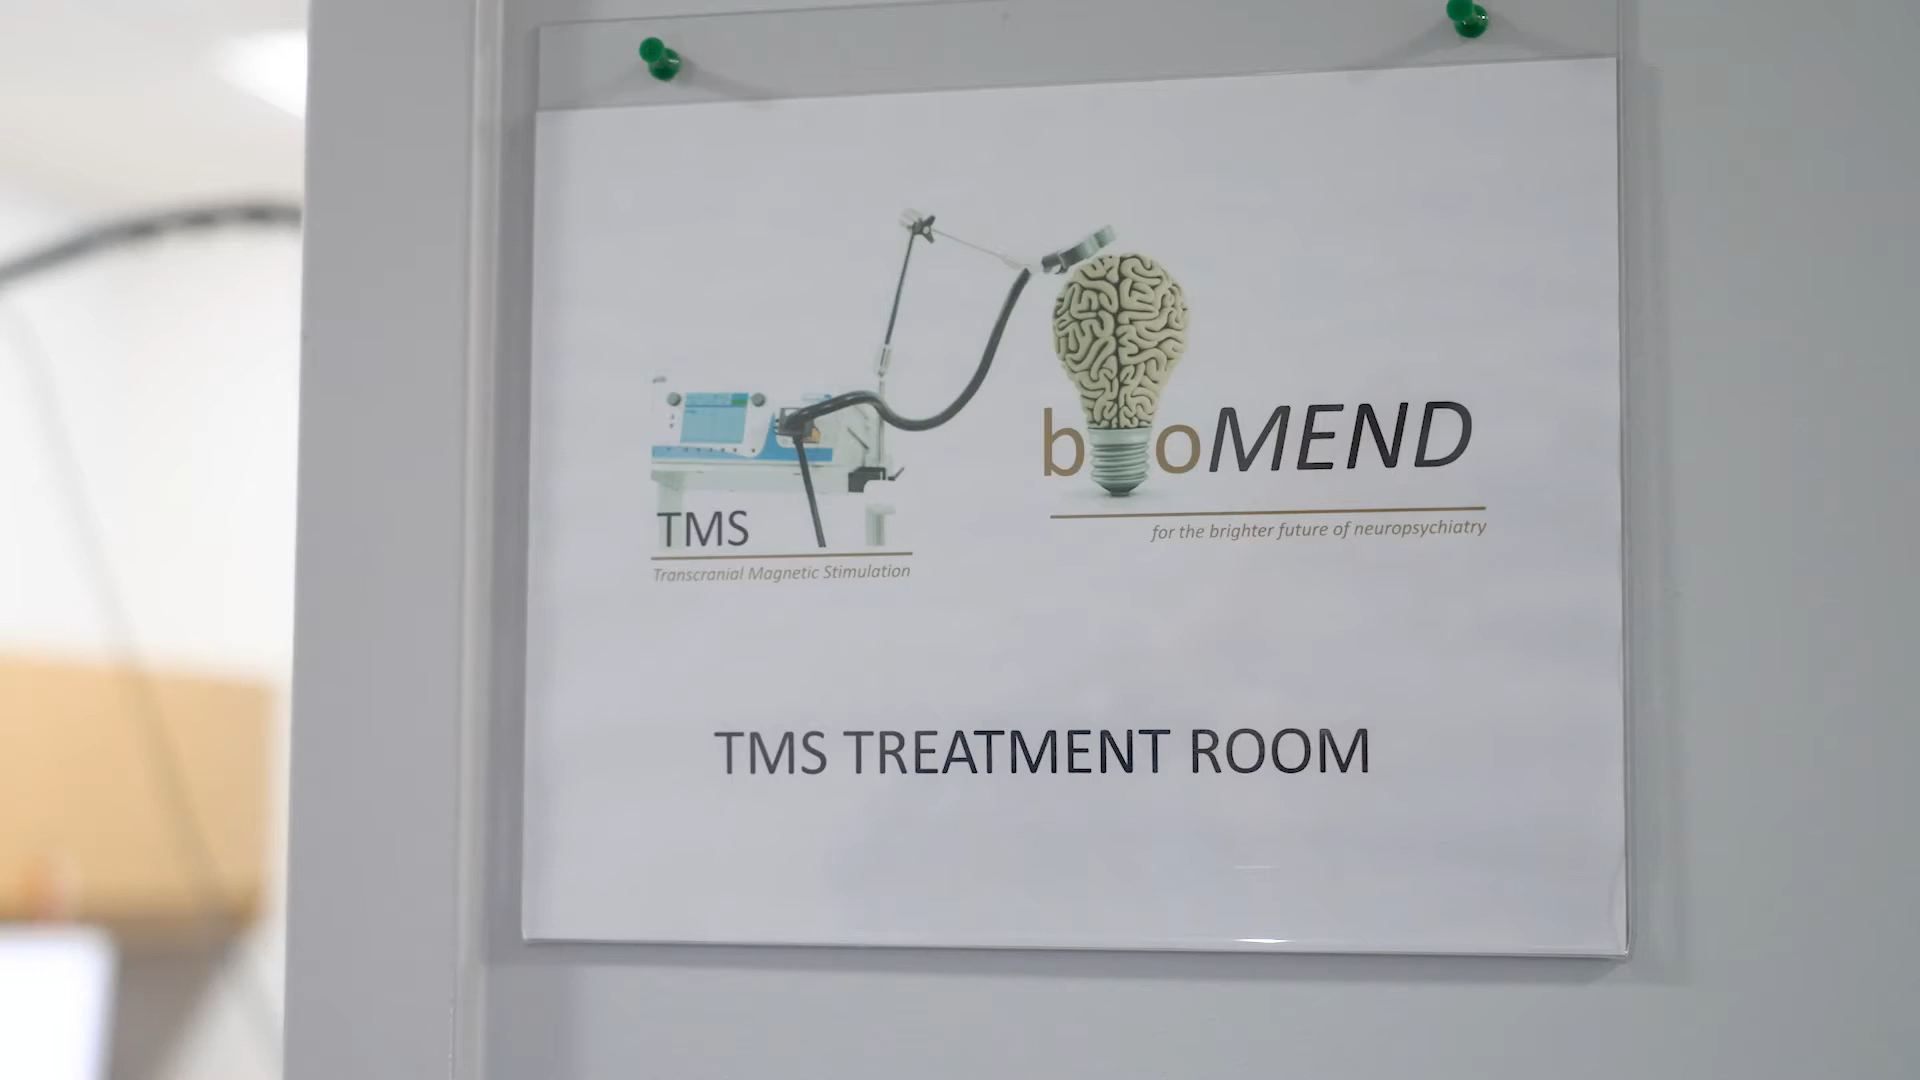 bioMEND
for the brighter future of neuropsychiatry
TMS
Transcranial Magnetic Stimulation
TMS TREATMENT ROOM